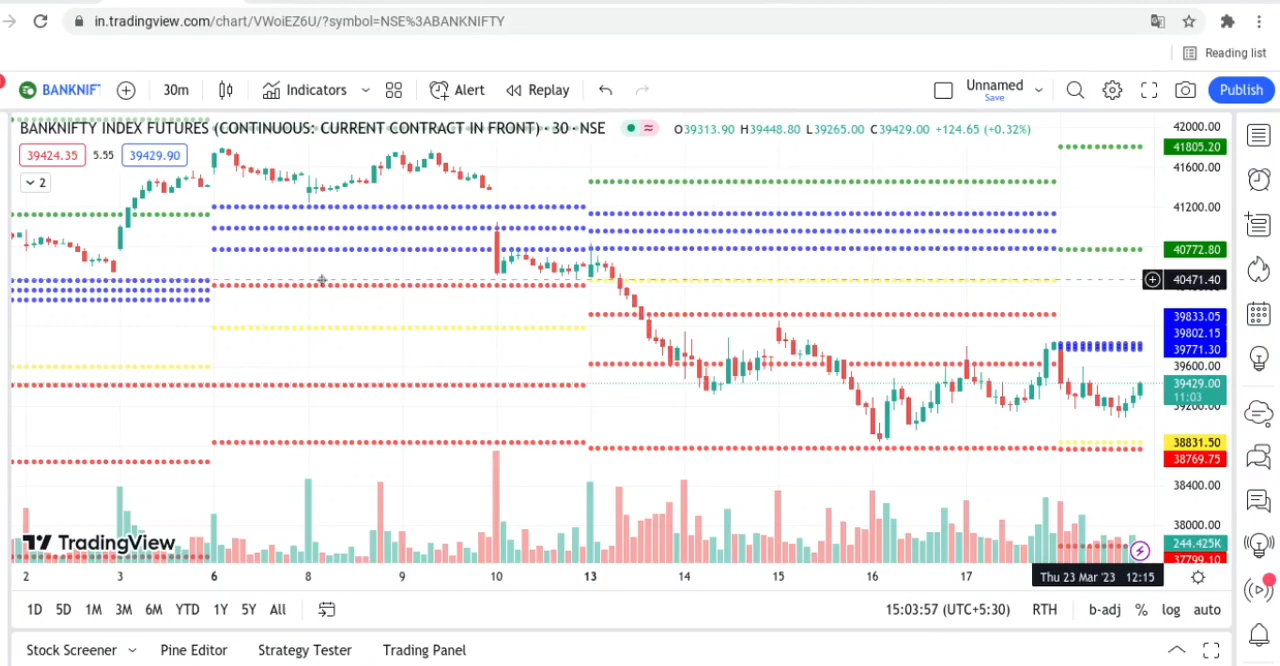 in.tradingview.com/chart/VWoiEZ6U/?symbol=NSE%3ABANKNIFTY
Reading list
BANKNIFT 30m Indicators Alert Replay Unnamed Save Publish
BANKNIFTY INDEX FUTURES (CONTINUOUS: CURRENT CONTRACT IN FRONT) · 30 · NSE O39313.90 H39448.80 L39265.00 C39429.00 +124.65 (+0.32%)
39424.35 5.55 39429.90
2
42000.00
41805.20
41600.00
41200.00
40772.80
40471.40
39833.05
39802.15
39771.30
39600.00
39429.00
11:03
39200.00
38831.50
38769.75
38400.00
38000.00
244.425K
37799.10
TradingView
2 3 6 8 9 10 13 14 15 16 17 Thu 23 Mar '23 12:15
1D 5D 1M 3M 6M YTD 1Y 5Y All 15:03:57 (UTC+5:30) RTH b-adj % log auto
Stock Screener Pine Editor Strategy Tester Trading Panel